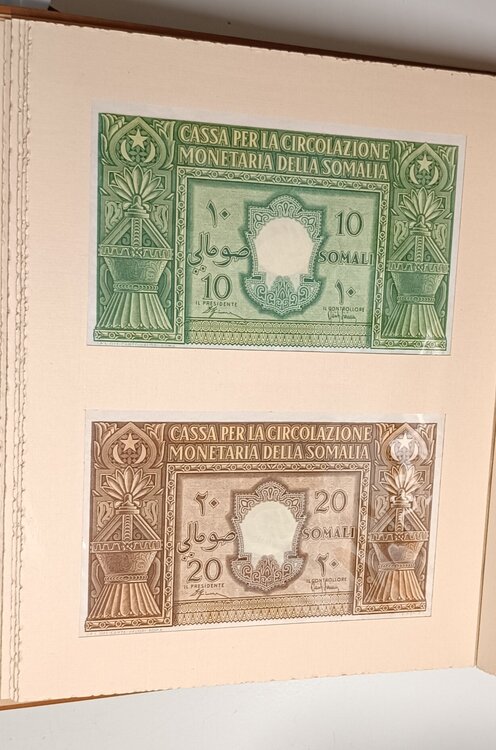 CASSA PER LA CIRCOLAZIONE
MONETARIA DELLA SOMALIA
١٠ 10
صومالي SOMALI
10 ١٠
IL PRESIDENTE IL CONTROLLORE
CASSA PER LA CIRCOLAZIONE
MONETARIA DELLA SOMALIA
٢٠ 20
صومالي SOMALI
20 ٢٠
IL PRESIDENTE IL CONTROLLORE